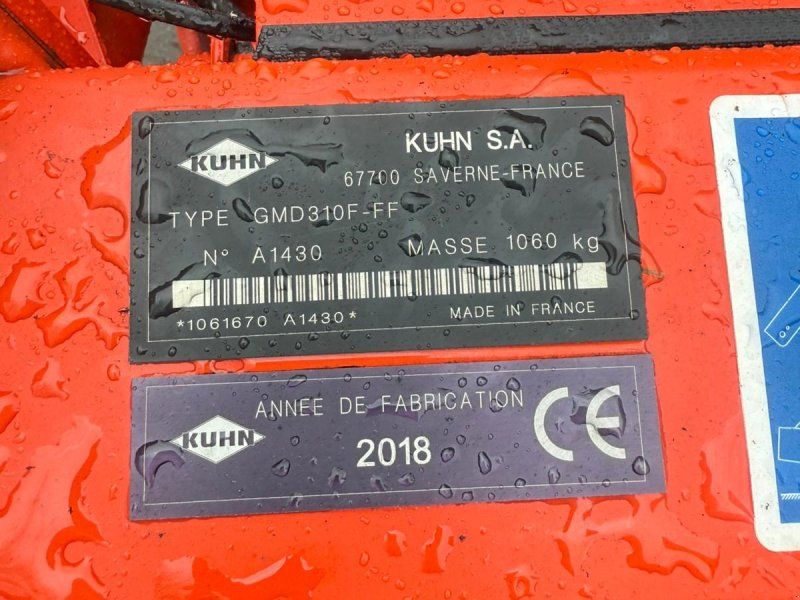 KUHN
KUHN S.A.
67700 SAVERNE-FRANCE
TYPE GMD310F-FF
N° A1430 MASSE 1060 kg
*1061670 A1430* MADE IN FRANCE
KUHN
ANNEE DE FABRICATION
2018
CE